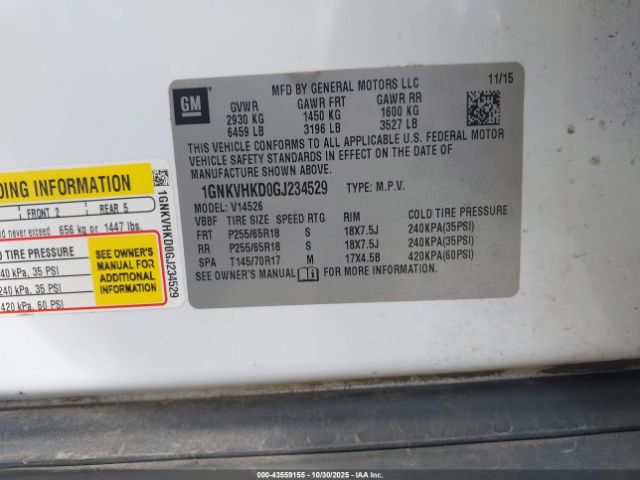 GM
MFD BY GENERAL MOTORS LLC
11/15
GVWR GAWR FRT GAWR RR
2930 KG 1450 KG 1600 KG
6459 LB 3196 LB 3527 LB
THIS VEHICLE CONFORMS TO ALL APPLICABLE U.S. FEDERAL MOTOR
VEHICLE SAFETY STANDARDS IN EFFECT ON THE DATE OF
MANUFACTURE SHOWN ABOVE.
1GNKVHKD0GJ234529 TYPE: M.P.V.
MODEL: V14526
VBBF TIRE SIZE SPEED RTG RIM COLD TIRE PRESSURE
FRT P255/65R18 S 18X7.5J 240KPA(35PSI)
RR P255/65R18 S 18X7.5J 240KPA(35PSI)
SPA T145/70R17 M 17X4.5B 420KPA(60PSI)
SEE OWNER'S MANUAL FOR MORE INFORMATION.
DING INFORMATION
FRONT 2 REAR 5
ld never exceed 656 kg or 1447 lbs.
TIRE PRESSURE
40 kPa, 35 PSI
240 kPa, 35 PSI
420 kPa, 60 PSI
SEE OWNER'S
MANUAL FOR
ADDITIONAL
INFORMATION
1GNKVHKD0GJ234529
000-43559155 - 10/30/2025 - IAAI.COM